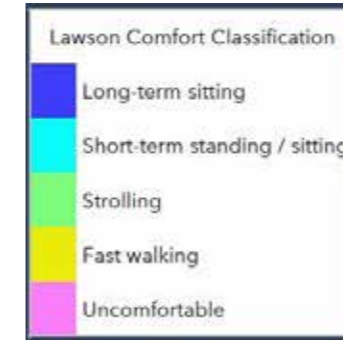 Lawson Comfort Classification
Long-term sitting
Short-term standing / sitting
Strolling
Fast walking
Uncomfortable